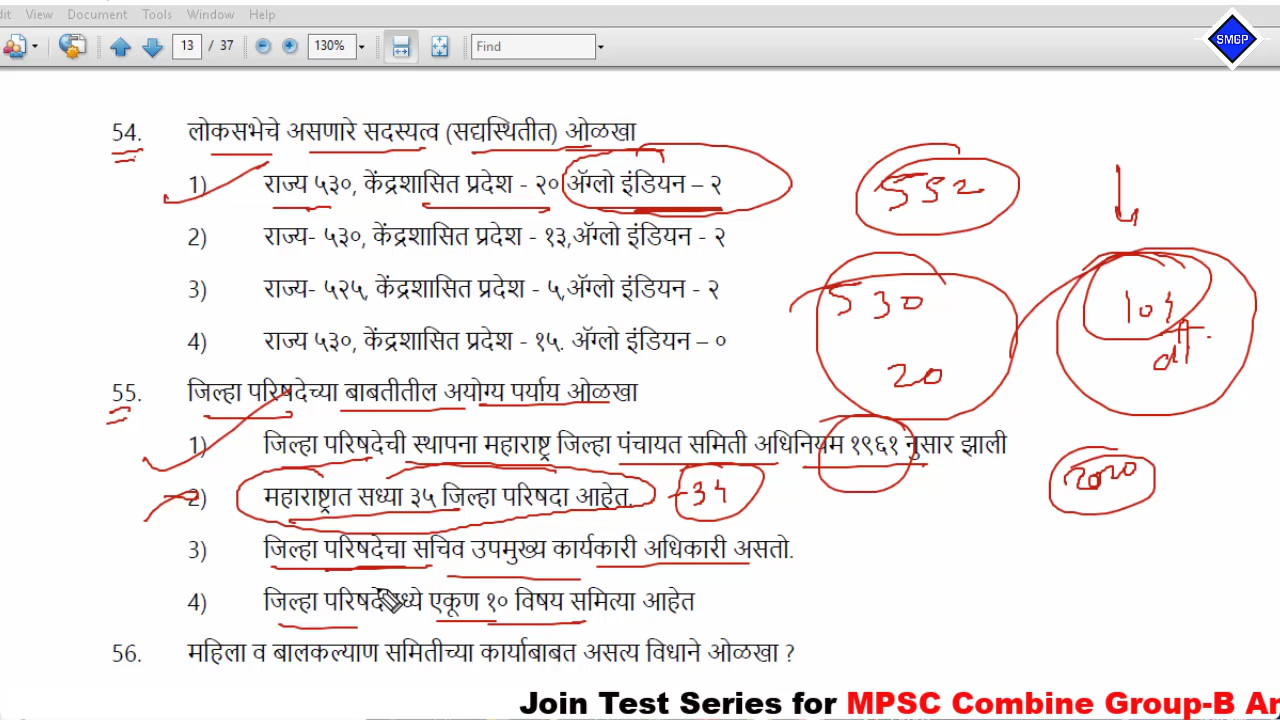 dit View Document Tools Window Help
SMGP
13 / 37 130% Find
54. लोकसभेचे असणारे सदस्यत्व (सद्यस्थितीत) ओळखा
1) राज्य ५३०, केंद्रशासित प्रदेश - २० ॲंग्लो इंडियन – २
552
2) राज्य- ५३०, केंद्रशासित प्रदेश - १३,ॲंग्लो इंडियन - २
3) राज्य- ५२५, केंद्रशासित प्रदेश - ५,ॲंग्लो इंडियन - २
530
104
4) राज्य ५३०, केंद्रशासित प्रदेश - १५. ॲंग्लो इंडियन – ०
20
55. जिल्हा परिषदेच्या बाबतीतील अयोग्य पर्याय ओळखा
1) जिल्हा परिषदेची स्थापना महाराष्ट्र जिल्हा पंचायत समिती अधिनियम १९६१ नुसार झाली
2020
2) महाराष्ट्रात सध्या ३५ जिल्हा परिषदा आहेत. - 34
3) जिल्हा परिषदेचा सचिव उपमुख्य कार्यकारी अधिकारी असतो.
4) जिल्हा परिषदेमध्ये एकूण १० विषय समित्या आहेत
56. महिला व बालकल्याण समितीच्या कार्याबाबत असत्य विधाने ओळखा ?
Join Test Series for MPSC Combine Group-B Ar